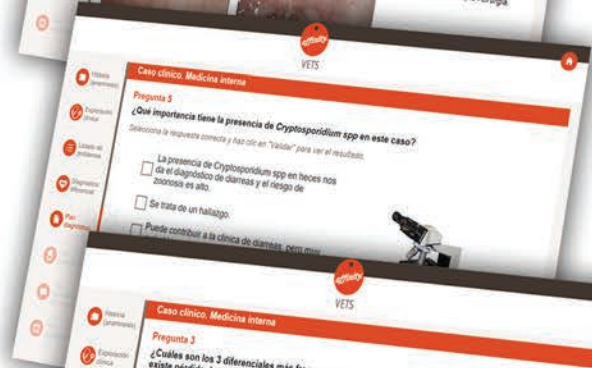 affinity
VETS
Historia
(anamnesis)
Exploración
clínica
Listado de
problemas
Diagnóstico
diferencial
Plan
diagnóstico
Caso clínico. Medicina interna
Pregunta 5
¿Qué importancia tiene la presencia de Cryptosporidium spp en este caso?
Selecciona la respuesta correcta y haz clic en "Validar" para ver el resultado.
La presencia de Cryptosporidium spp en heces nos
da el diagnóstico de diarreas y el riesgo de
zoonosis es alto.
Se trata de un hallazgo.
Puede contribuir a la clínica de diarreas, pero muy
affinity
VETS
Historia
(anamnesis)
Exploración
clínica
Caso clínico. Medicina interna
Pregunta 3
¿Cuáles son los 3 diferenciales más
existe